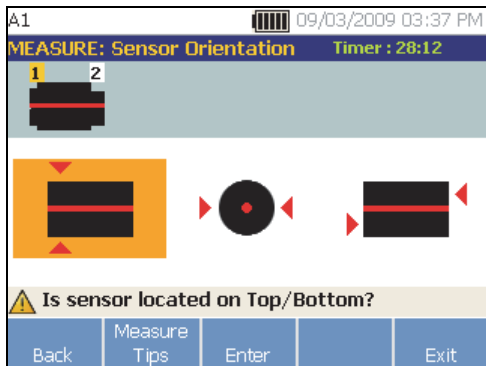 A1 09/03/2009 03:37 PM
MEASURE: Sensor Orientation Timer : 28:12
1 2
Is sensor located on Top/Bottom?
Back Measure Tips Enter Exit